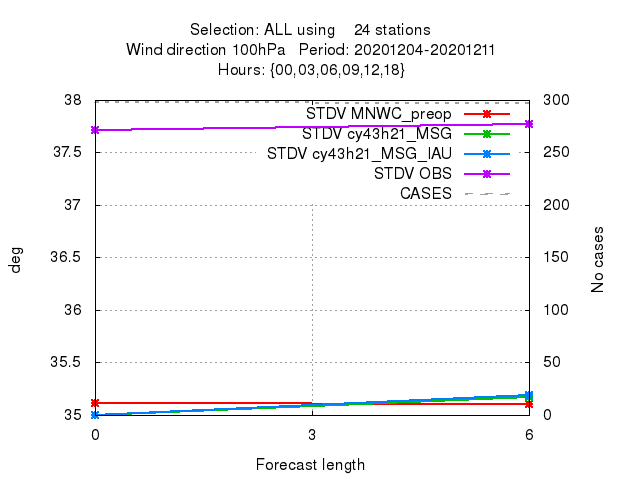 Selection: ALL using 24 stations
Wind direction 100hPa Period: 20201204-20201211
Hours: {00,03,06,09,12,18}
38 300
STDV MNWC_preop
STDV cy43h21_MSG
37.5 250
STDV cy43h21_MSG_IAU
STDV OBS
CASES
37 200
36.5 150
deg
No cases
36 100
35.5 50
35 0
0 3 6
Forecast length